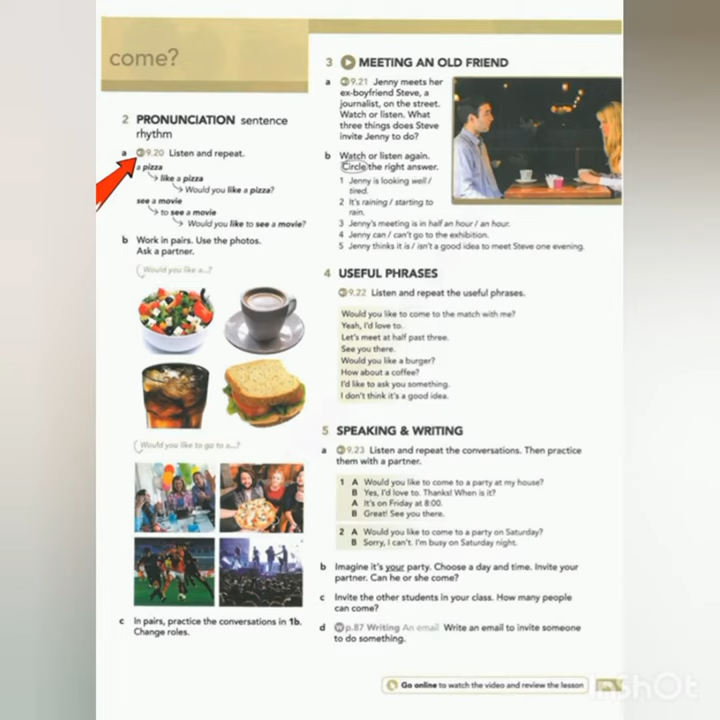 come?
2 PRONUNCIATION sentence
rhythm
a 9.20 Listen and repeat.
a pizza
like a pizza
Would you like a pizza?
see a movie
to see a movie
Would you like to see a movie?
b Work in pairs. Use the photos.
Ask a partner.
Would you like a...?
Would you like to go to a...?
c In pairs, practice the conversations in 1b.
Change roles.
3 MEETING AN OLD FRIEND
a 9.21 Jenny meets her
ex-boyfriend Steve, a
journalist, on the street.
Watch or listen. What
three things does Steve
invite Jenny to do?
b Watch or listen again.
Circle the right answer.
1 Jenny is looking well /
tired.
2 It's raining / starting to
rain.
3 Jenny's meeting is in half an hour / an hour.
4 Jenny can / can't go to the exhibition.
5 Jenny thinks it is / isn't a good idea to meet Steve one evening.
4 USEFUL PHRASES
9.22 Listen and repeat the useful phrases.
Would you like to come to the match with me?
Yeah, I'd love to.
Let's meet at half past three.
See you there.
Would you like a burger?
How about a coffee?
I'd like to ask you something.
I don't think it's a good idea.
5 SPEAKING & WRITING
a 9.23 Listen and repeat the conversations. Then practice
them with a partner.
1 A Would you like to come to a party at my house?
B Yes, I'd love to. Thanks! When is it?
A It's on Friday at 8:00.
B Great! See you there.
2 A Would you like to come to a party on Saturday?
B Sorry, I can't. I'm busy on Saturday night.
b Imagine it's your party. Choose a day and time. Invite your
partner. Can he or she come?
c Invite the other students in your class. How many people
can come?
d W p.87 Writing An email Write an email to invite someone
to do something.
Go online to watch the video and review the lesson
InShOt